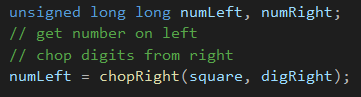 unsigned long long numLeft, numRight;
// get number on left
// chop digits from right
numLeft = chopRight(square, digRight);